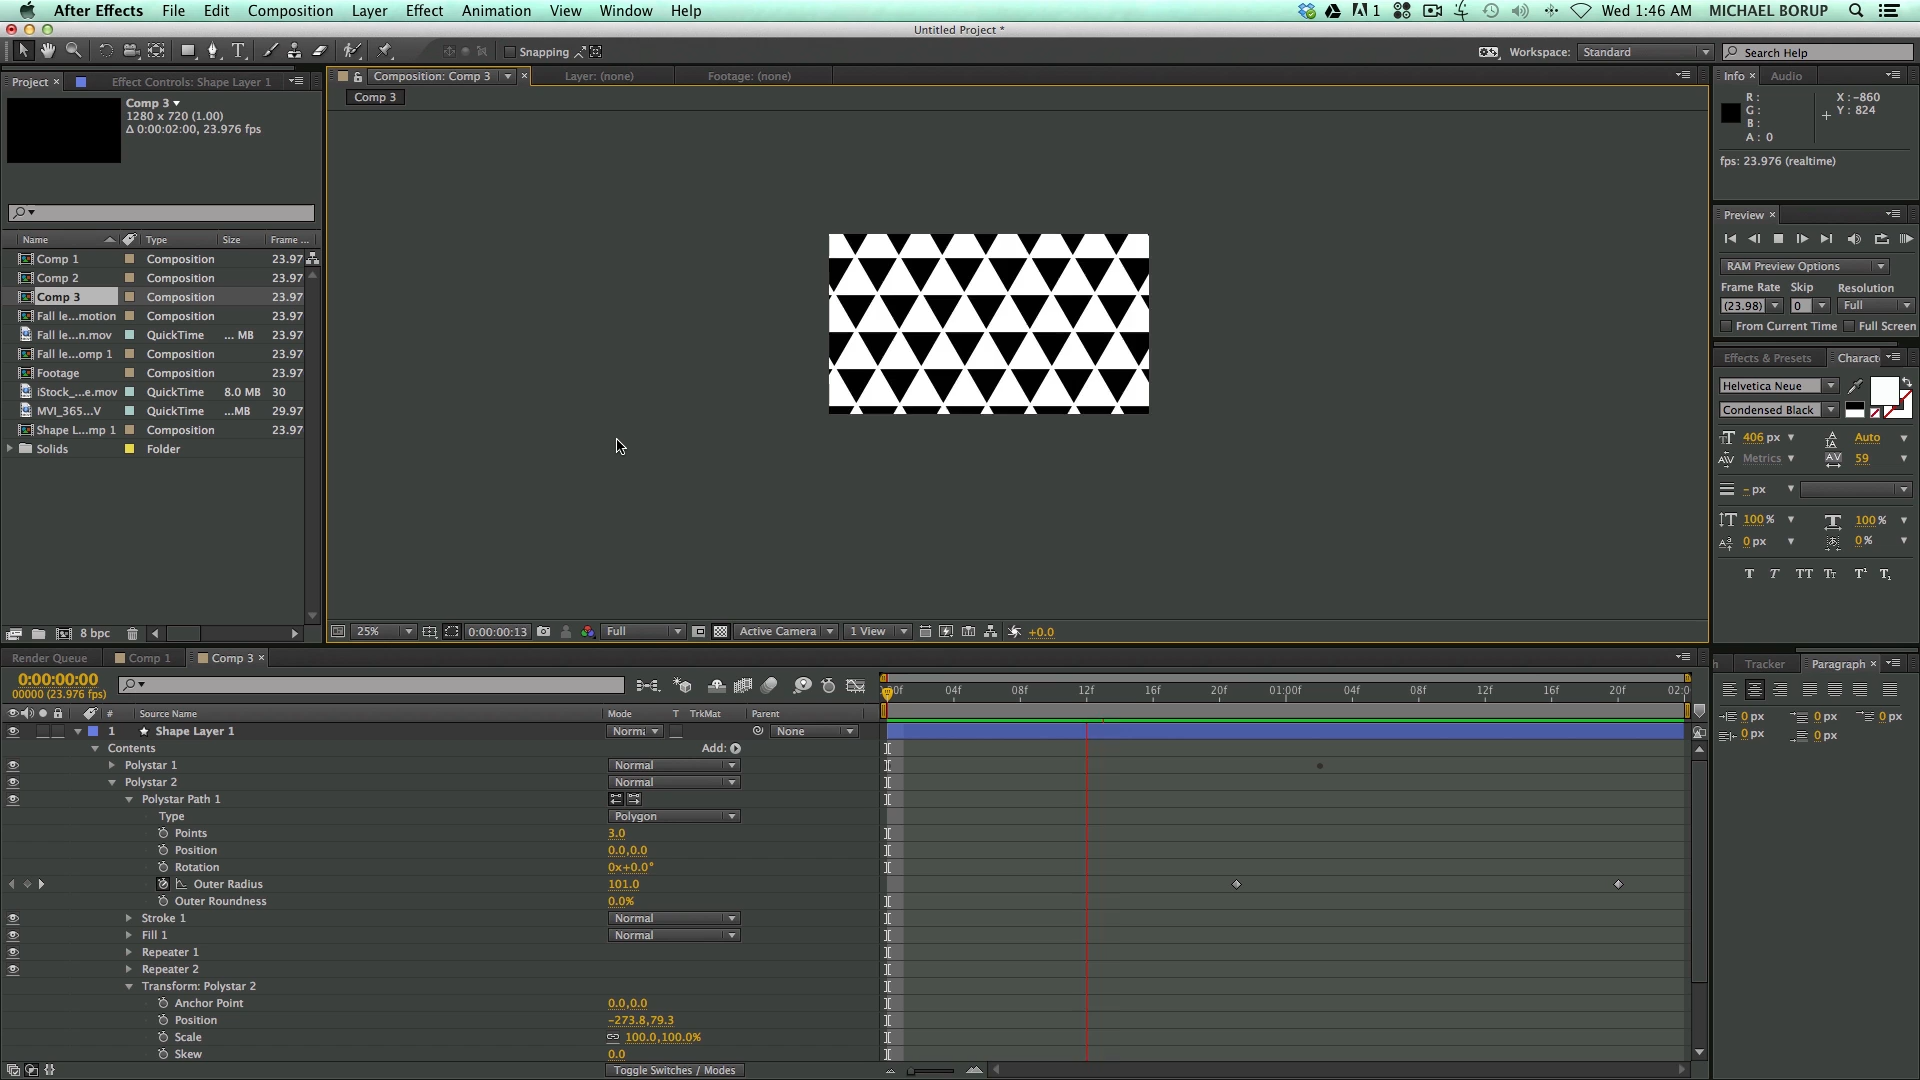 After Effects File Edit Composition Layer Effect Animation View Window Help 1 Wed 1:46 AM MICHAEL BORUP
Untitled Project *
Snapping Workspace: Standard Search Help
Project × Effect Controls: Shape Layer 1
Composition: Comp 3 × Layer: (none) Footage: (none)
Info × Audio
Comp 3
1280 x 720 (1.00)
Δ 0:00:02:00, 23.976 fps
Comp 3
R :
G :
B :
A : 0
X : -860
Y : 824
fps: 23.976 (realtime)
Name Type Size Frame ...
Comp 1 Composition 23.97
Comp 2 Composition 23.97
Comp 3 Composition 23.97
Fall le...motion Composition 23.97
Fall le...n.mov QuickTime ... MB 23.97
Fall le...omp 1 Composition 23.97
Footage Composition 23.97
iStock_...e.mov QuickTime 8.0 MB 30
MVI_365...V QuickTime ...MB 29.97
Shape L...mp 1 Composition 23.97
Solids Folder
8 bpc
25% 0:00:00:13 Full Active Camera 1 View +0.0
Preview ×
RAM Preview Options
Frame Rate Skip Resolution
(23.98) 0 Full
From Current Time Full Screen
Effects & Presets Charact
Helvetica Neue
Condensed Black
406 px Auto
Metrics 59
- px
100 % 100 %
0 px 0 %
T T TT Tt T¹ T₁
Render Queue Comp 1 Comp 3 ×
0:00:00:00
00000 (23.976 fps)
:00f 04f 08f 12f 16f 20f 01:00f 04f 08f 12f 16f 20f 02:0
# Source Name Mode T TrkMat Parent
1 Shape Layer 1 Norma None
Contents Add:
Polystar 1 Normal
Polystar 2 Normal
Polystar Path 1
Type Polygon
Points 3.0
Position 0.0,0.0
Rotation 0x+0.0°
Outer Radius 101.0
Outer Roundness 0.0%
Stroke 1 Normal
Fill 1 Normal
Repeater 1
Repeater 2
Transform: Polystar 2
Anchor Point 0.0,0.0
Position -273.8,79.3
Scale 100.0,100.0%
Skew 0.0
Toggle Switches / Modes
h Tracker Paragraph ×
0 px 0 px 0 px
0 px 0 px